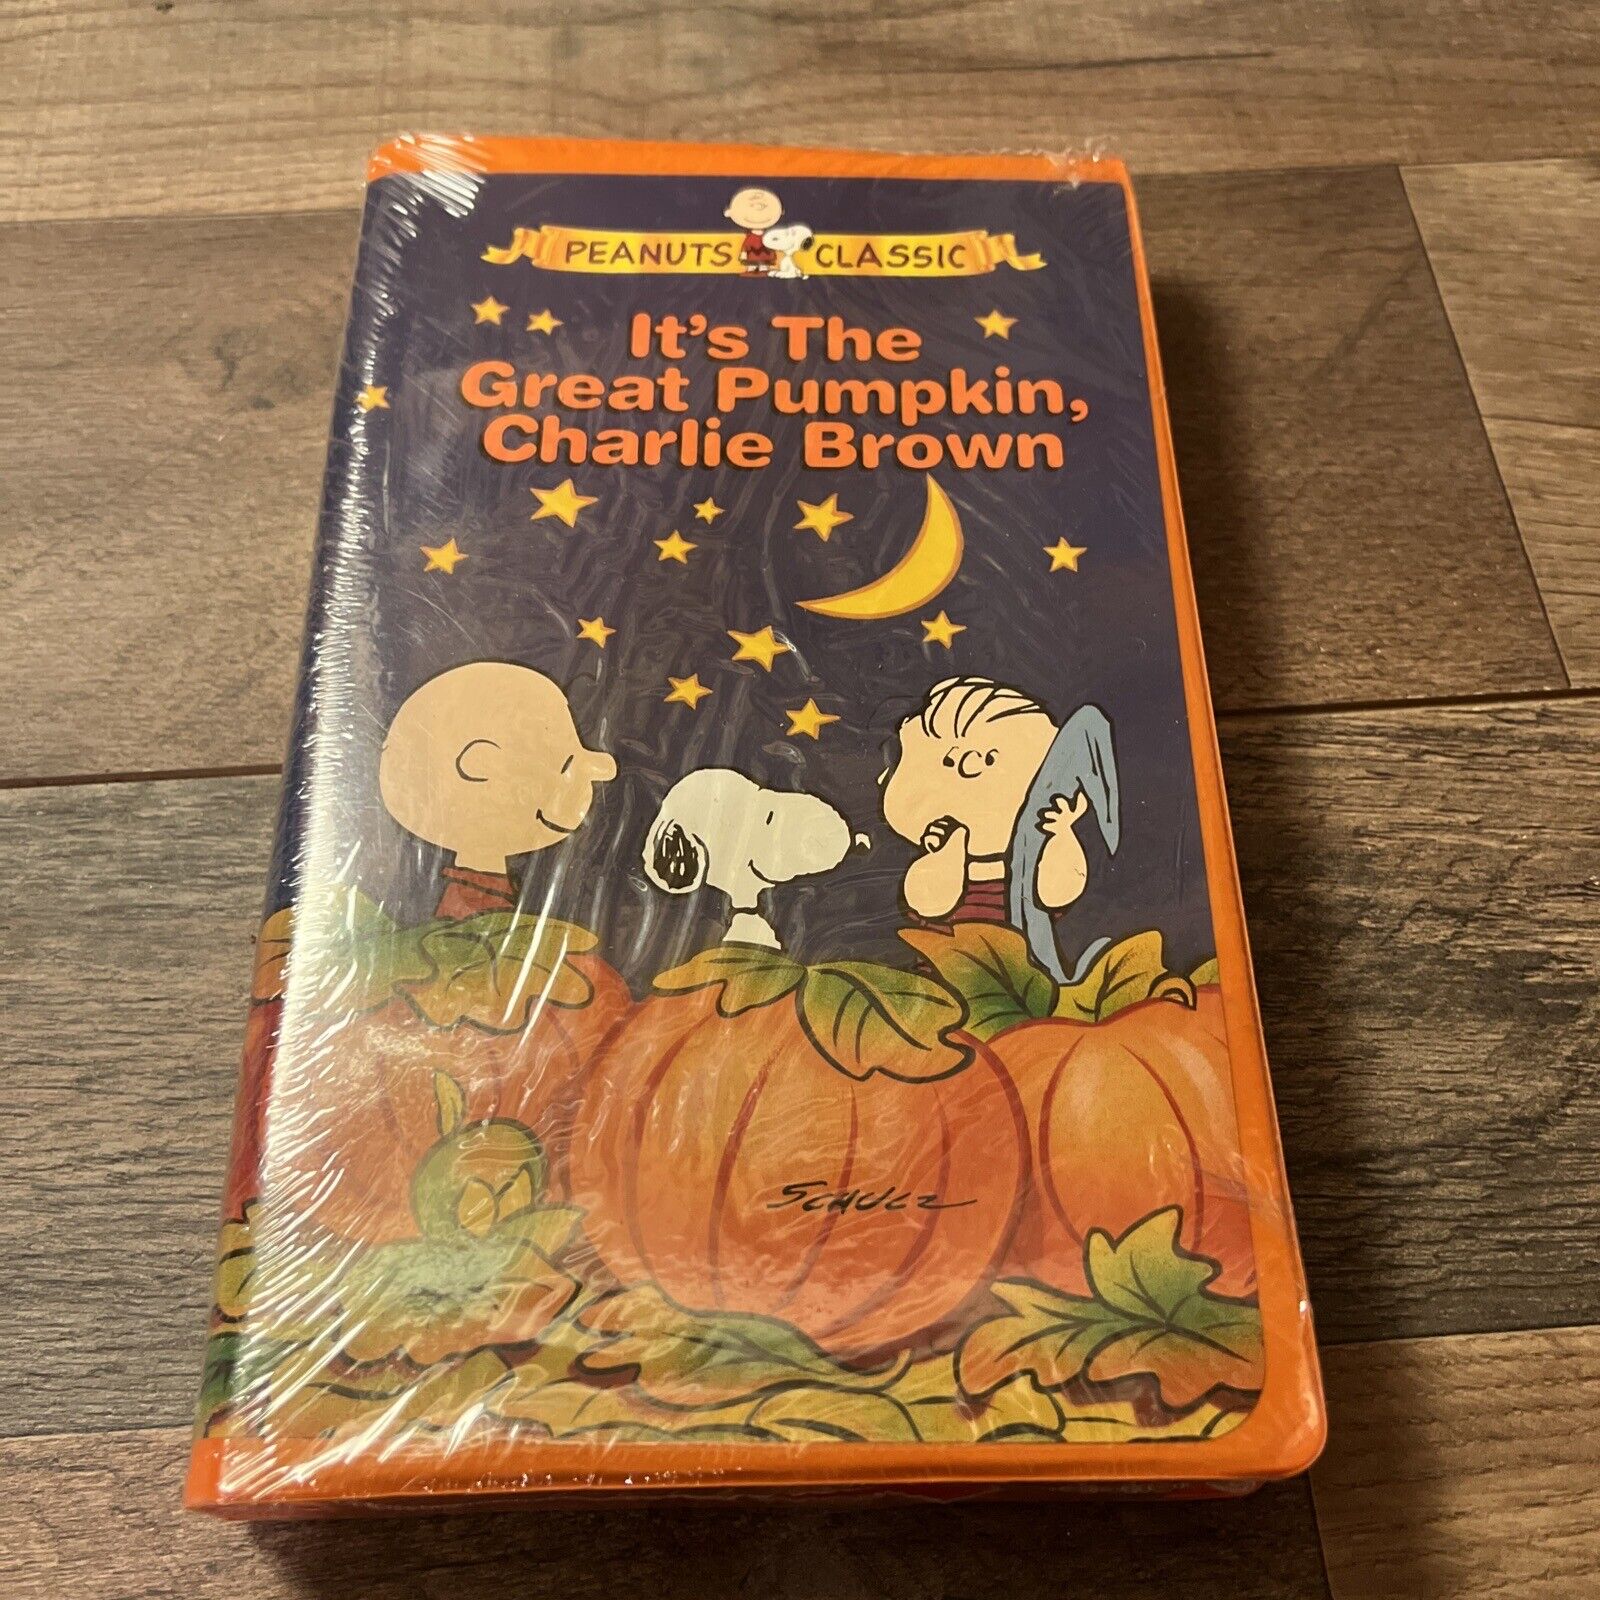 PEANUTS CLASSIC
It's The
Great Pumpkin,
Charlie Brown
SCHULZ